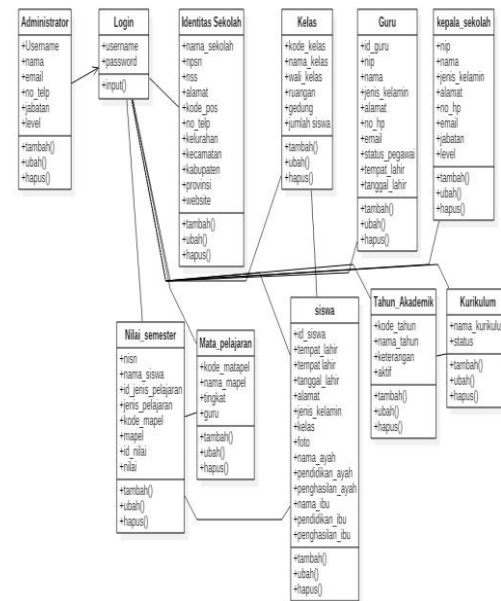 Administrator
+Username
+nama
+email
+no_telp
+jabatan
+level
+tambah()
+ubah()
+hapus()
Login
+username
+password
+input()
Identitas Sekolah
+nama_sekolah
+npsn
+nss
+alamat
+kode_pos
+no_telp
+kelurahan
+kecamatan
+kabupaten
+provinsi
+website
+tambah()
+ubah()
+hapus()
Kelas
+kode_kelas
+nama_kelas
+wali_kelas
+ruangan
+gedung
+jumlah siswa
+tambah()
+ubah()
+hapus()
Guru
+id_guru
+nip
+nama
+jenis_kelamin
+alamat
+no_hp
+email
+status_pegawai
+tempat_lahir
+tanggal_lahir
+tambah()
+ubah()
+hapus()
kepala_sekolah
+nip
+nama
+jenis_kelamin
+alamat
+no_hp
+email
+jabatan
+level
+tambah()
+ubah()
+hapus()
Nilai_semester
+nisn
+nama_siswa
+id_jenis_pelajaran
+jenis_pelajaran
+kode_mapel
+mapel
+id_nilai
+nilai
+tambah()
+ubah()
+hapus()
Mata_pelajaran
+kode_matapel
+nama_mapel
+tingkat
+guru
+tambah()
+ubah()
+hapus()
siswa
+id_siswa
+tempat_lahir
+tempat lahir
+tanggal_lahir
+alamat
+jenis_kelamin
+kelas
+foto
+nama_ayah
+pendidikan_ayah
+penghasilan_ayah
+nama_ibu
+pendidikan_ibu
+penghasilan_ibu
+tambah()
+ubah()
+hapus()
Tahun_Akademik
+kode_tahun
+nama_tahun
+keterangan
+aktif
+tambah()
+ubah()
+hapus()
Kurikulum
+nama_kurikulu
+status
+tambah()
+ubah()
+hapus()